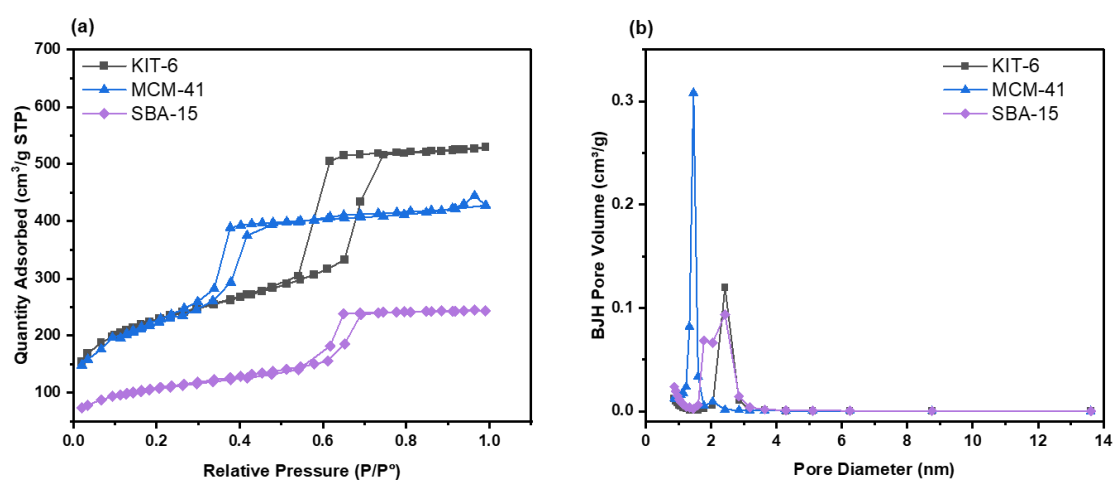 (a)
700
600
500
400
300
200
100
0.0
0.2
0.4
0.6
0.8
1.0
Quantity Adsorbed (cm³/g STP)
Relative Pressure (P/Pº)
KIT-6
MCM-41
SBA-15
(b)
0.3
0.2
0.1
0.0
0
2
4
6
8
10
12
14
BJH Pore Volume (cm³/g)
Pore Diameter (nm)
KIT-6
MCM-41
SBA-15